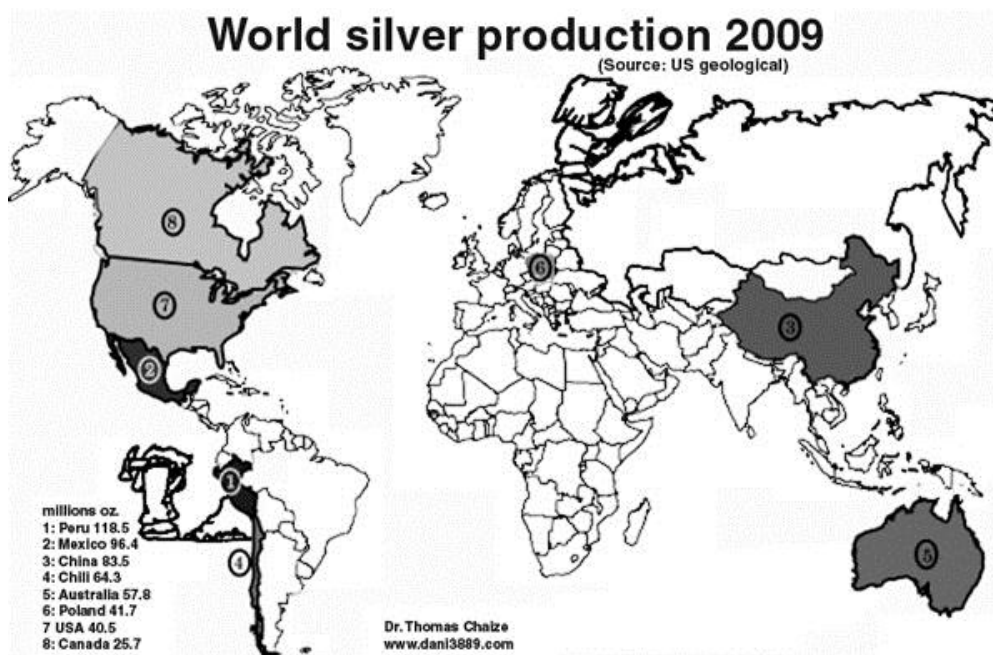 World silver production 2009
(Source: US geological)
8
7
6
3
2
1
4
5
millions oz.
1: Peru 118.5
2: Mexico 96.4
3: China 83.5
4: Chili 64.3
5: Australia 57.8
6: Poland 41.7
7 USA 40.5
8: Canada 25.7
Dr. Thomas Chaize
www.dani3889.com